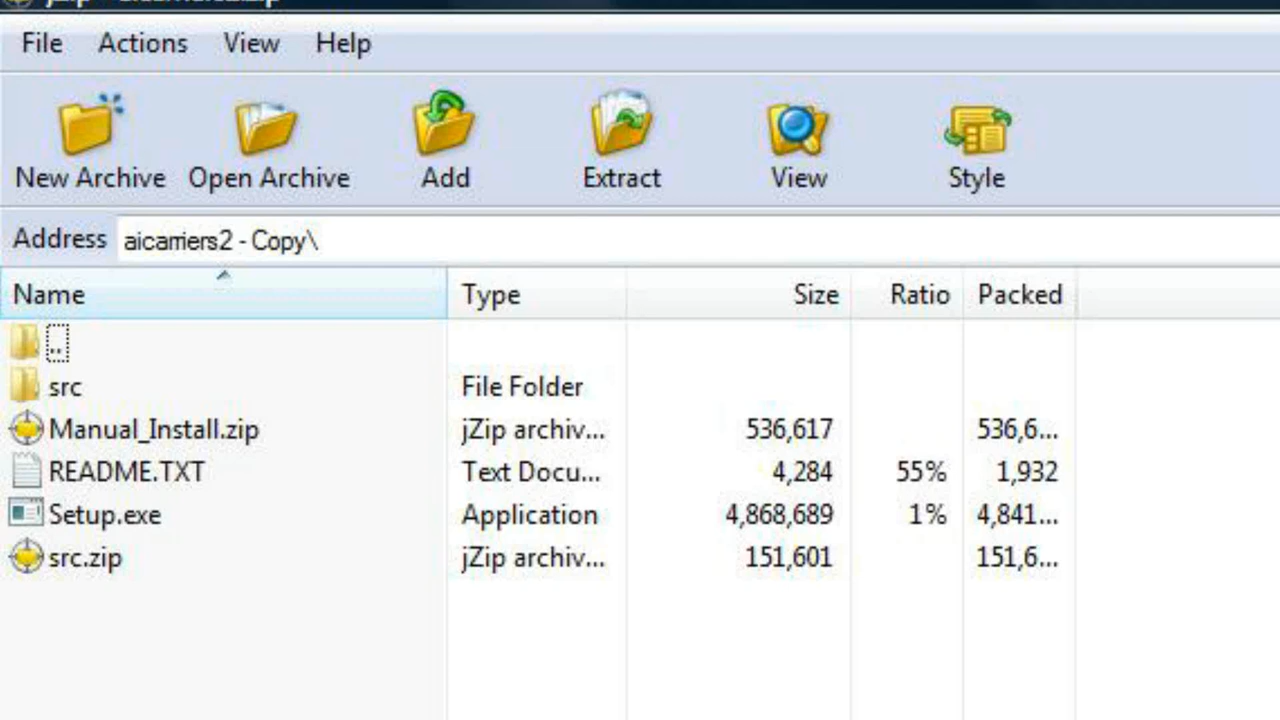 File Actions View Help
New Archive Open Archive Add Extract View Style
Address aicarriers2 - Copy\
Name Type Size Ratio Packed
..
src File Folder
Manual_Install.zip jZip archiv... 536,617 536,6...
README.TXT Text Docu... 4,284 55% 1,932
Setup.exe Application 4,868,689 1% 4,841...
src.zip jZip archiv... 151,601 151,6...